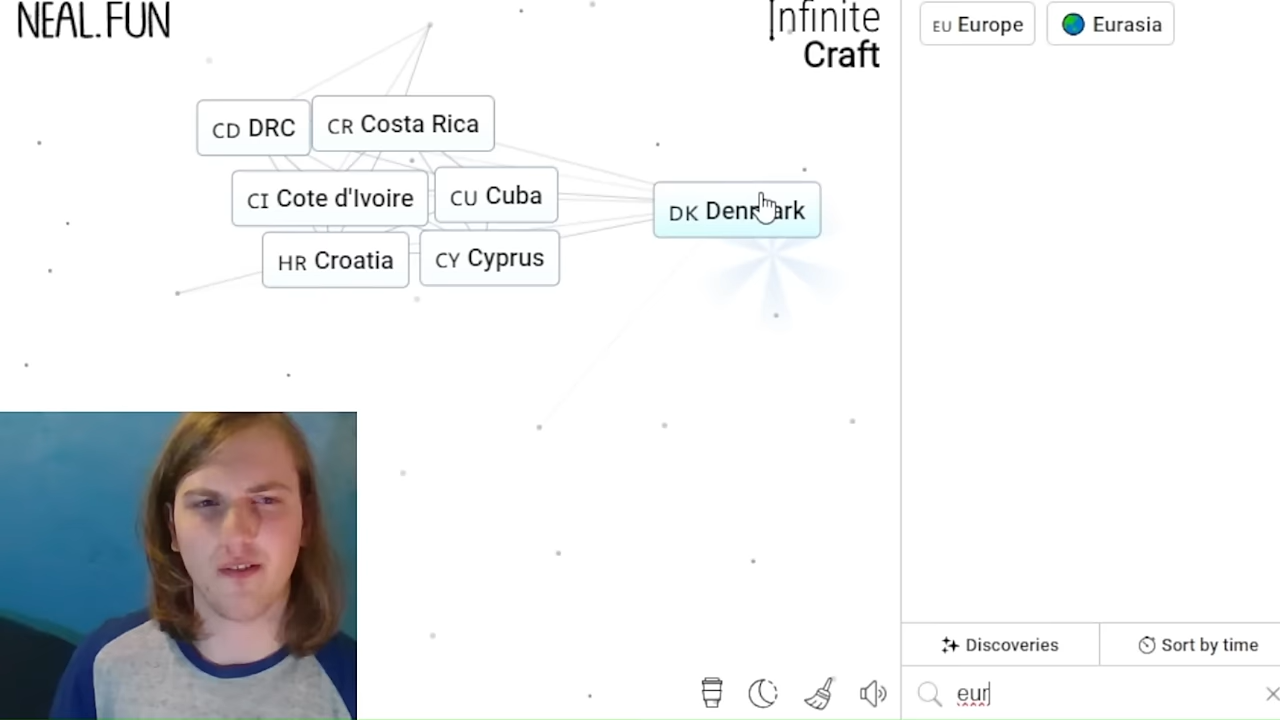 NEAL.FUN
Infinite
Craft
EU Europe
Eurasia
CD DRC
CR Costa Rica
CI Cote d'Ivoire
CU Cuba
DK Denmark
HR Croatia
CY Cyprus
Discoveries
Sort by time
eur